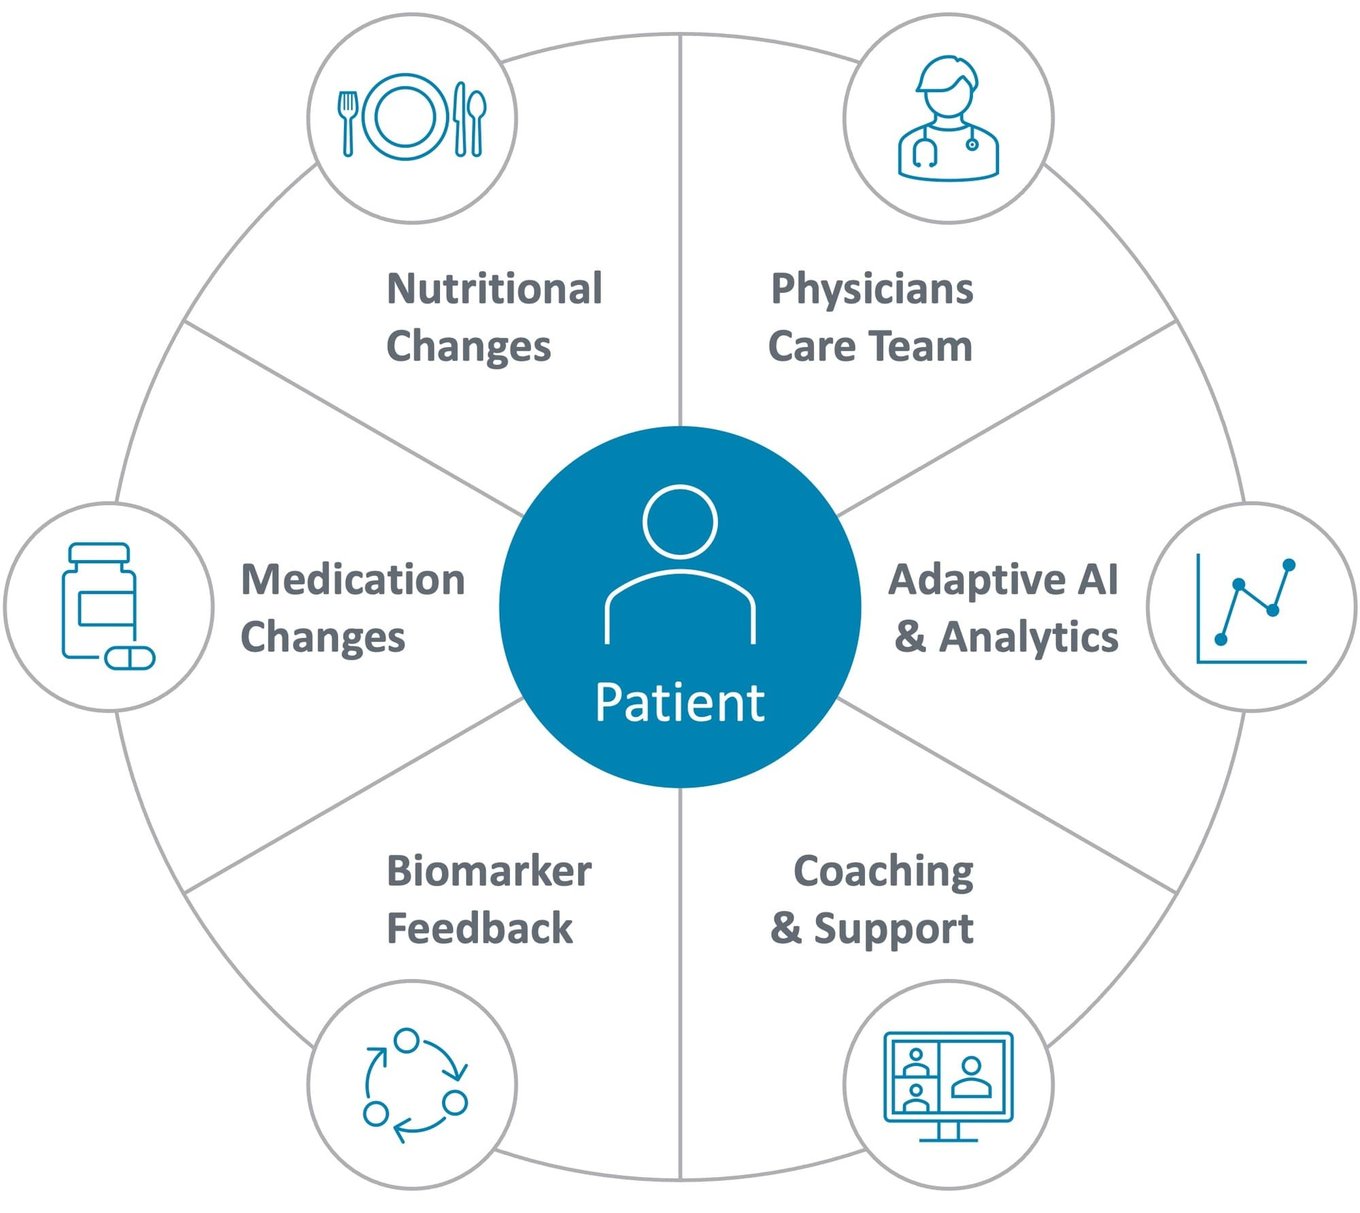 Nutritional
Changes
Physicians
Care Team
Medication
Changes
Patient
Adaptive AI
& Analytics
Biomarker
Feedback
Coaching
& Support